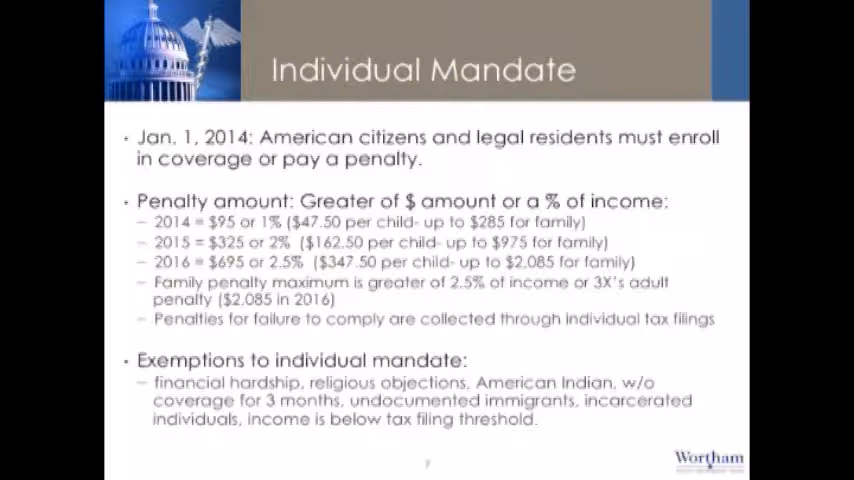 Individual Mandate
• Jan. 1, 2014: American citizens and legal residents must enroll
in coverage or pay a penalty.
• Penalty amount: Greater of $ amount or a % of income:
– 2014 = $95 or 1% ($47.50 per child- up to $285 for family)
– 2015 = $325 or 2%  ($162.50 per child- up to $975 for family)
– 2016 = $695 or 2.5%  ($347.50 per child- up to $2,085 for family)
– Family penalty maximum is greater of 2.5% of income or 3X's adult
penalty ($2,085 in 2016)
– Penalties for failure to comply are collected through individual tax filings
• Exemptions to individual mandate:
– financial hardship, religious objections, American Indian, w/o
coverage for 3 months, undocumented immigrants, incarcerated
individuals, income is below tax filing threshold.
Wortham